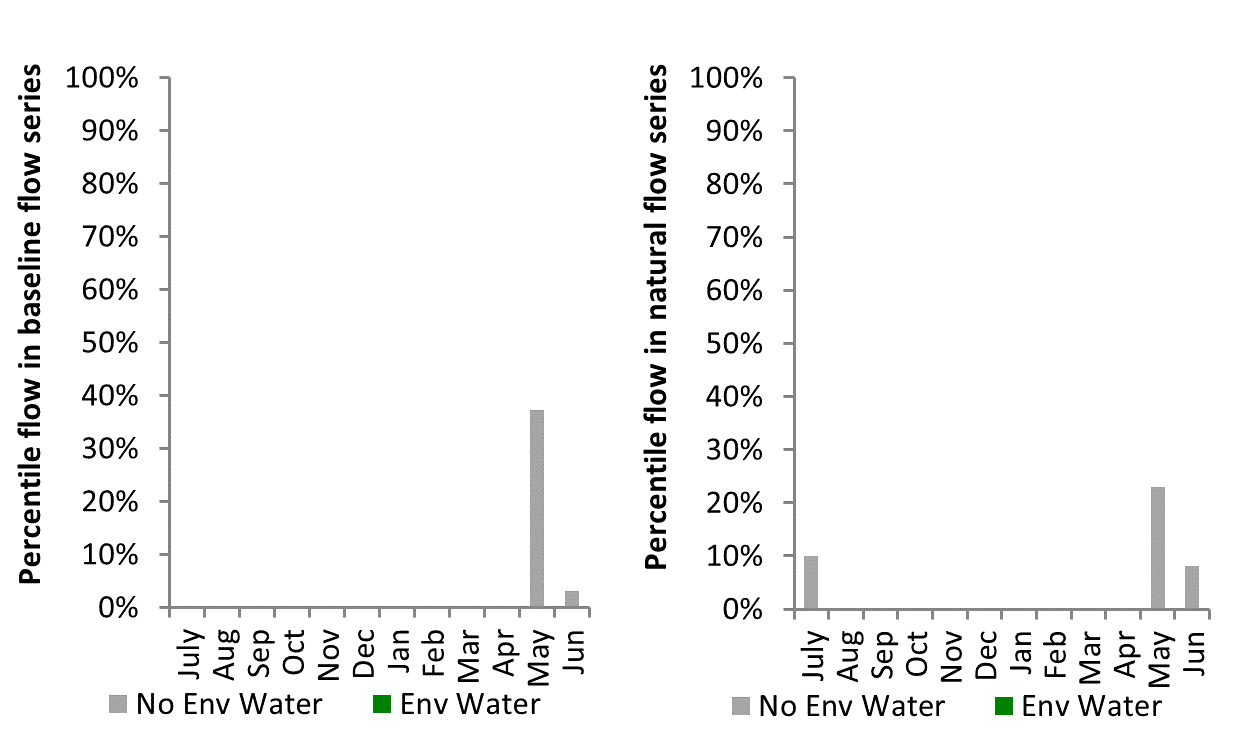 Percentile flow in baseline flow series
100%
90%
80%
70%
60%
50%
40%
30%
20%
10%
0%
July
Aug
Sep
Oct
Nov
Dec
Jan
Feb
Mar
Apr
May
Jun
No Env Water
Env Water
Percentile flow in natural flow series
100%
90%
80%
70%
60%
50%
40%
30%
20%
10%
0%
July
Aug
Sep
Oct
Nov
Dec
Jan
Feb
Mar
Apr
May
Jun
No Env Water
Env Water